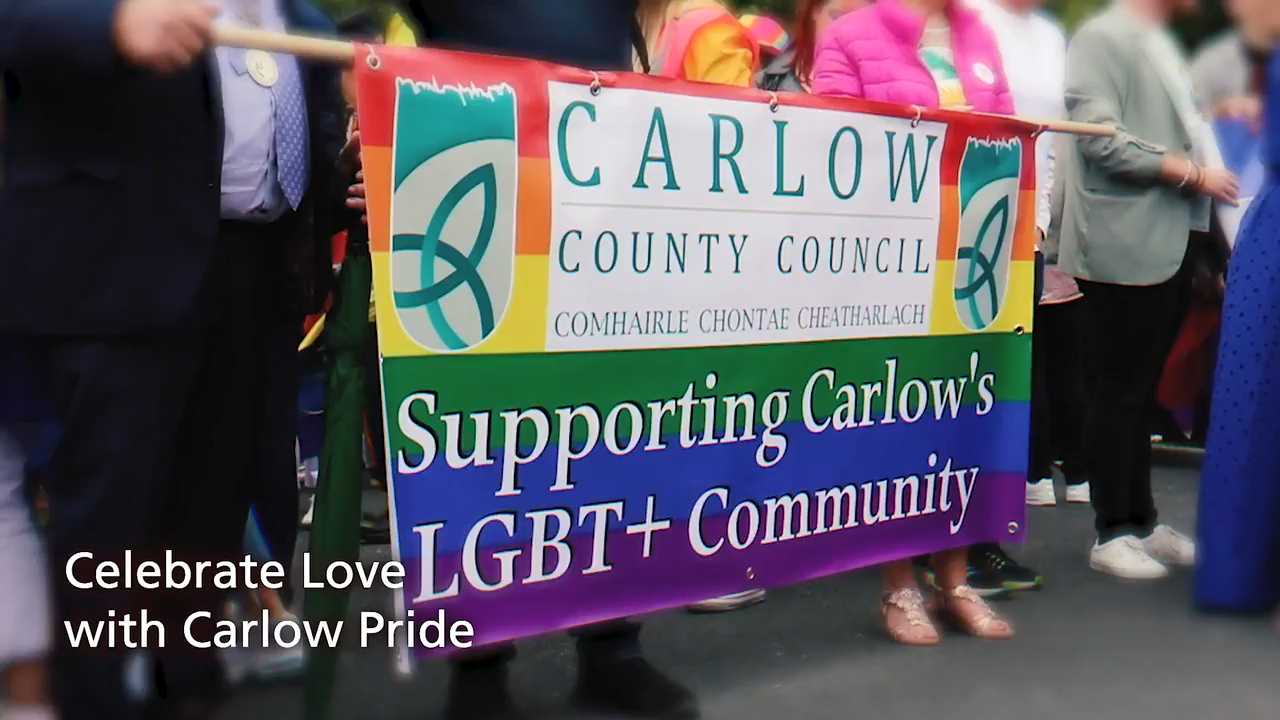 CARLOW
COUNTY COUNCIL
COMHAIRLE CHONTAE CHEATHARLACH
Supporting Carlow's
LGBT+ Community
Celebrate Love
with Carlow Pride